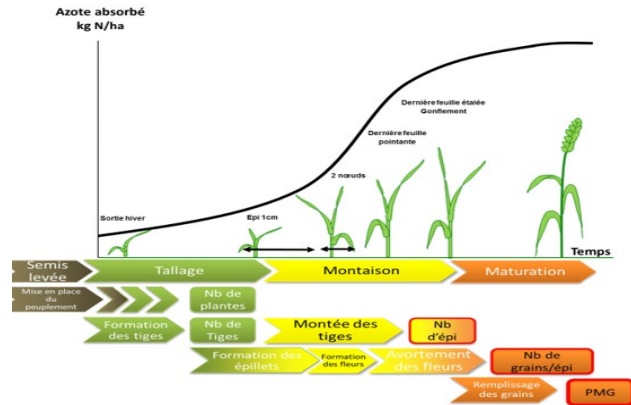 Azote absorbé
kg N/ha
Dernière feuille étalée
Gonflement
Dernière feuille
pointante
2 nœuds
Sortie hiver
Epi 1cm
Temps
Semis
levée
Tallage
Montaison
Maturation
Mise en place
du
peuplement
Nb de
plantes
Formation
des tiges
Nb de
Tiges
Montée des
tiges
Nb
d'épi
Formation des
épillets
Formation
des fleurs
Avortement
des fleurs
Nb de
grains/épi
Remplissage
des grains
PMG